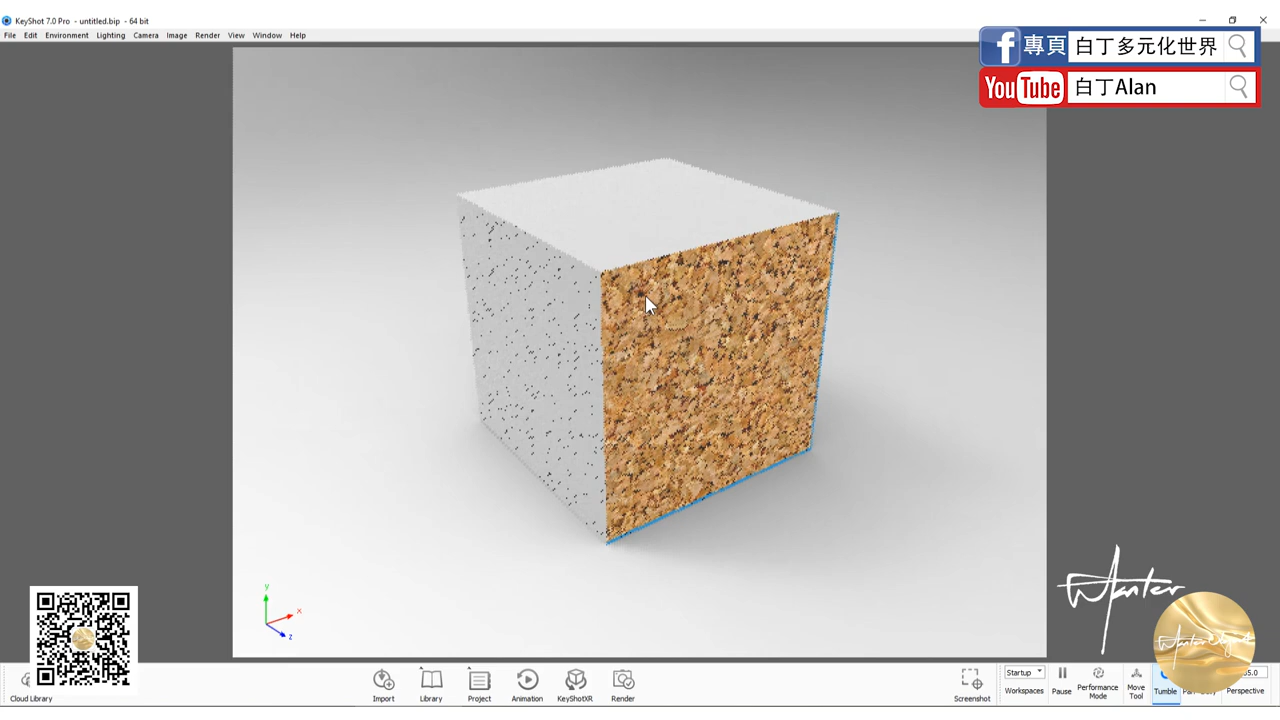 KeyShot 7.0 Pro - untitled.bip - 64 bit
File Edit Environment Lighting Camera Image Render View Window Help
f 專頁 白丁多元化世界
YouTube 白丁Alan
y
x
z
Wanter
Cloud Library
Import
Library
Project
Animation
KeyShotXR
Render
Screenshot
Startup
Workspaces
Pause
Performance Mode
Move Tool
Tumble
Perspective